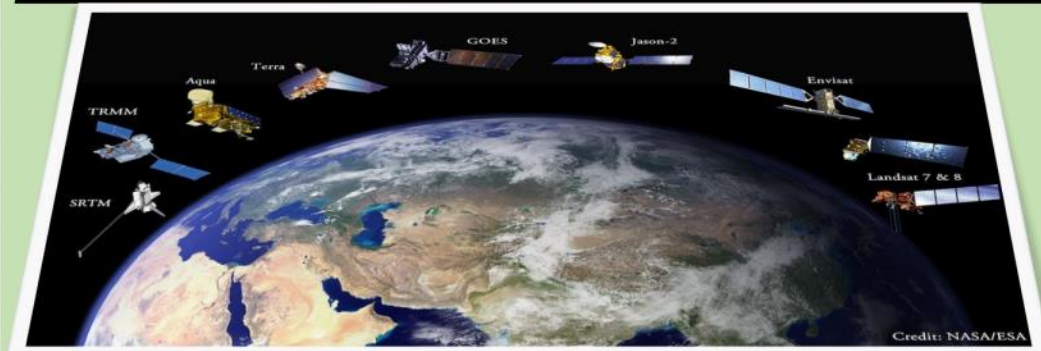 GOES
Jason-2
Terra
Envisat
Aqua
TRMM
Landsat 7 & 8
SRTM
Credit: NASA/ESA